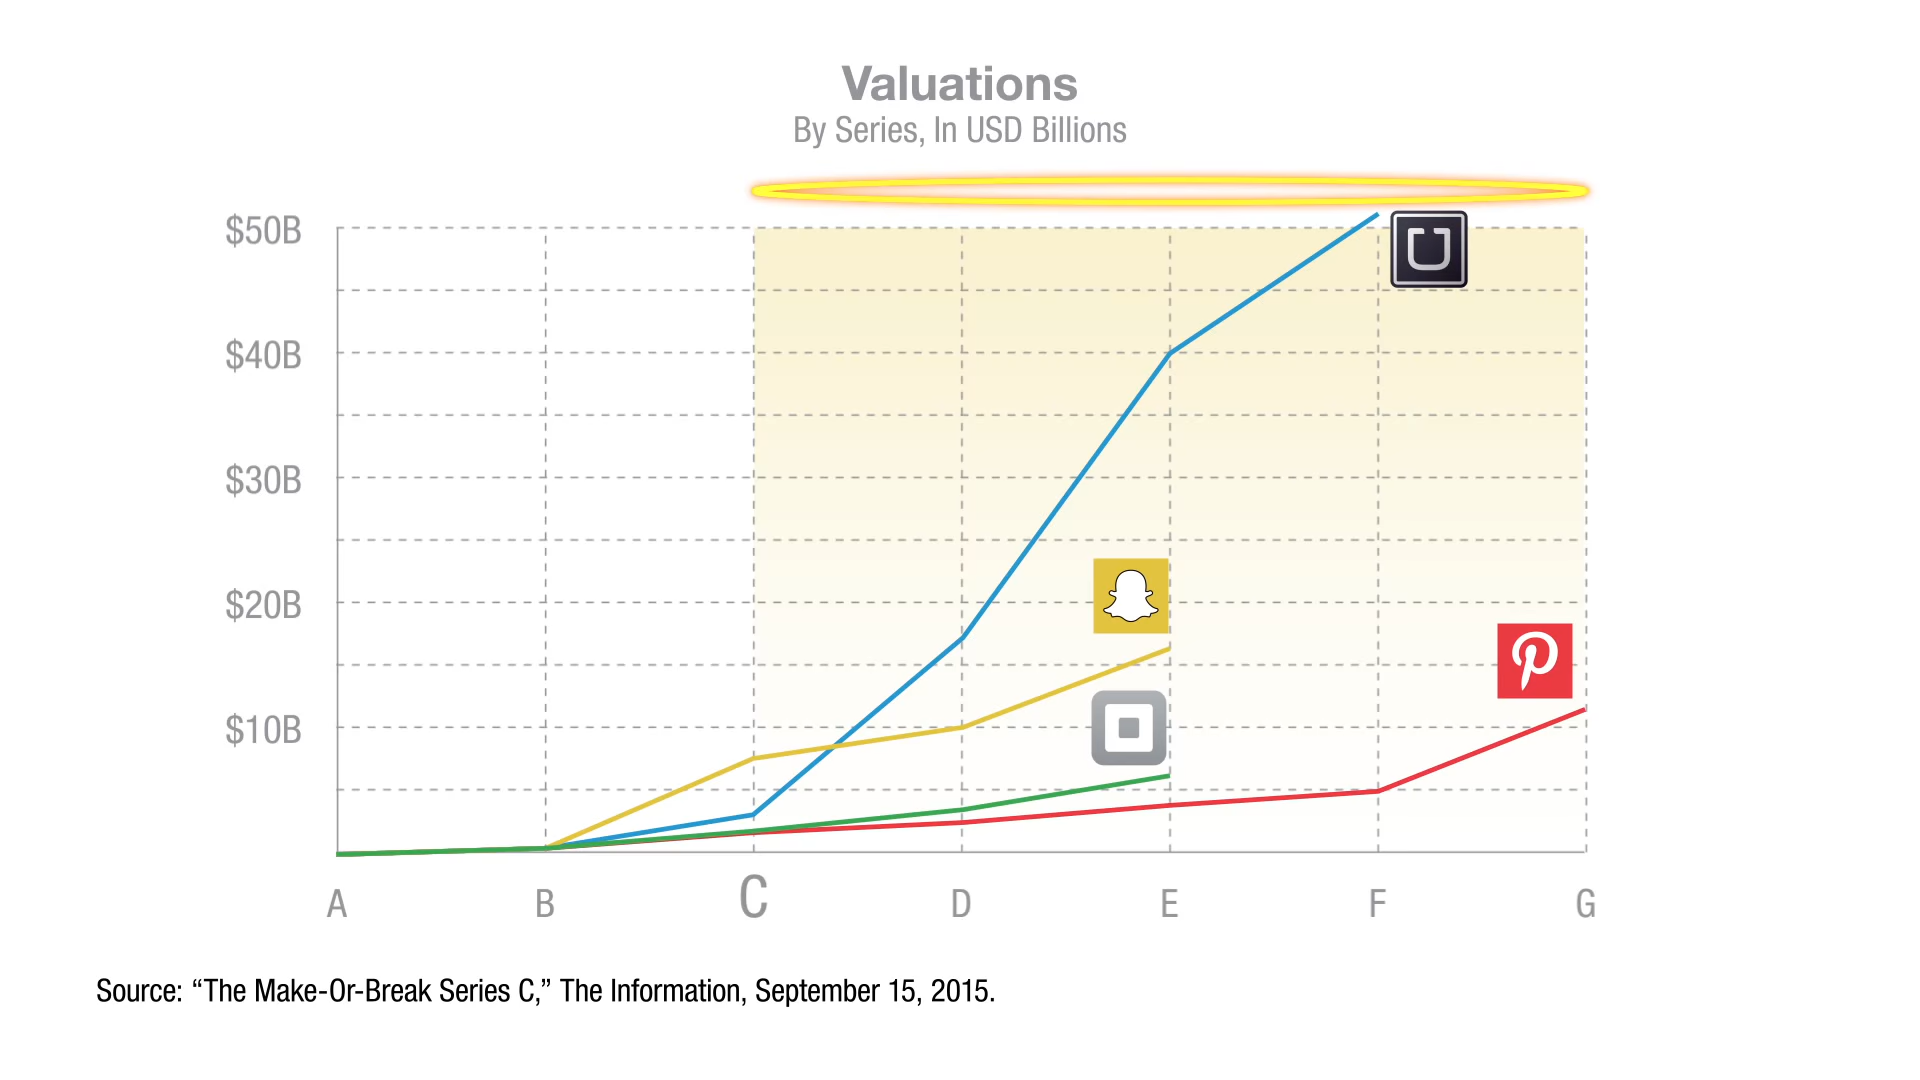 Valuations
By Series, In USD Billions
$50B
$40B
$30B
$20B
$10B
A B C D E F G
Source: “The Make-Or-Break Series C,” The Information, September 15, 2015.